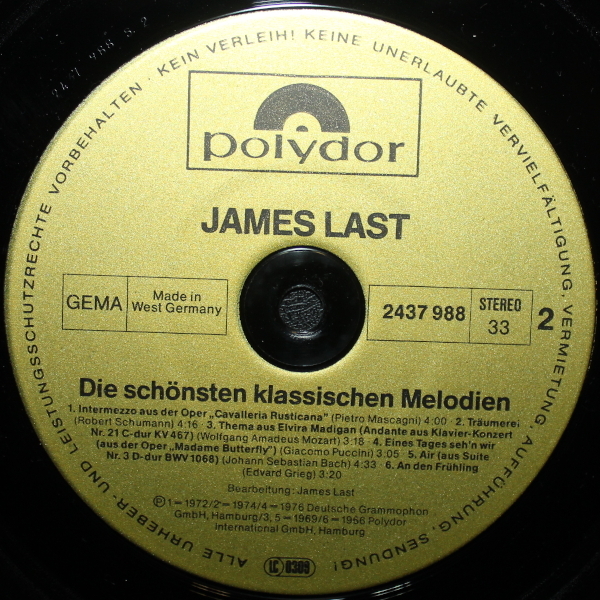 ALLE URHEBER- UND LEISTUNGSSCHUTZRECHTE VORBEHALTEN · KEIN VERLEIH! KEINE UNERLAUBTE VERVIELFÄLTIGUNG, VERMIETUNG, AUFFÜHRUNG, SENDUNG!
polydor
JAMES LAST
GEMA
Made in
West Germany
2437 988
STEREO
33
2
Die schönsten klassischen Melodien
1. Intermezzo aus der Oper „Cavalleria Rusticana" (Pietro Mascagni) 4:00 2. Träumerei
(Robert Schumann) 4:16 3. Thema aus Elvira Madigan (Andante aus Klavier-Konzert
Nr. 21 C-dur KV 467) (Wolfgang Amadeus Mozart) 3:18 4. Eines Tages seh'n wir
(aus der Oper „Madame Butterfly") (Giacomo Puccini) 3:05 5. Air (aus Suite
Nr. 3 D-dur BWV 1068) (Johann Sebastian Bach) 4:33 6. An den Frühling
(Edvard Grieg) 3:20
Bearbeitung: James Last
Ⓟ 1=1972/2=1974/4=1976 Deutsche Grammophon
GmbH, Hamburg/3, 5=1969/6=1956 Polydor
international GmbH, Hamburg
LC 0309